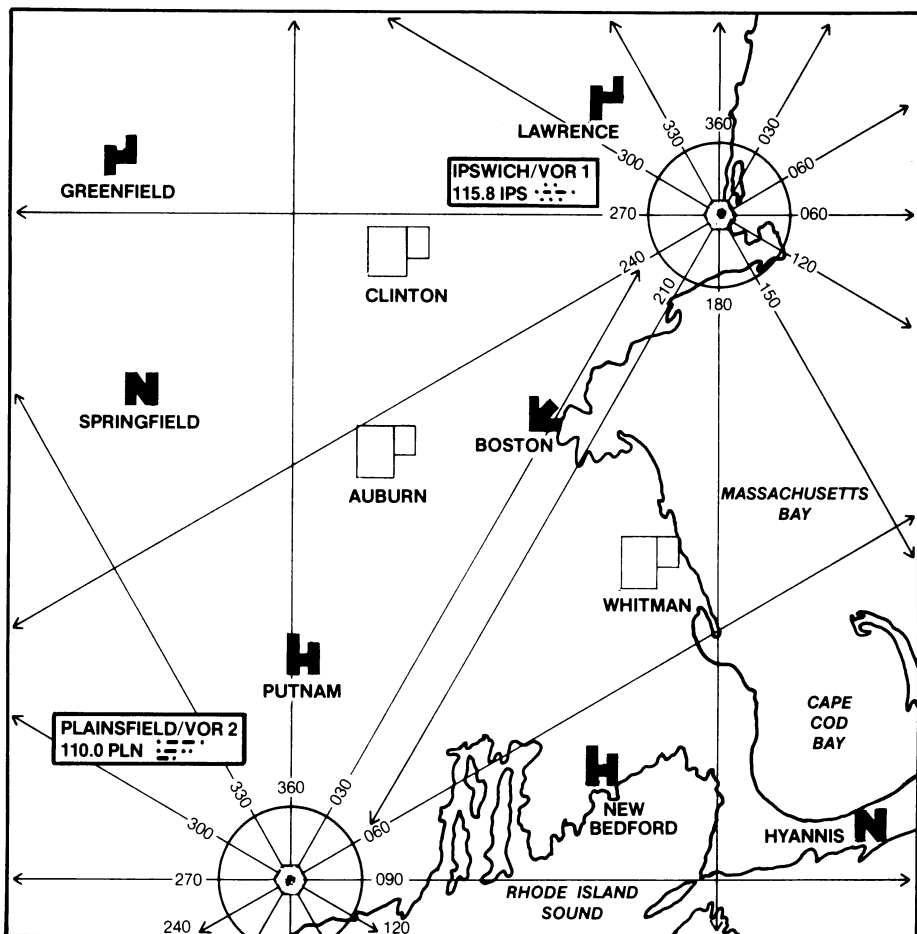 LAWRENCE
GREENFIELD
IPSWICH/VOR 1
115.8 IPS
360
030
060
060
120
150
180
210
240
270
300
330
CLINTON
SPRINGFIELD
BOSTON
AUBURN
MASSACHUSETTS
BAY
WHITMAN
PUTNAM
CAPE
COD
BAY
PLAINSFIELD/VOR 2
110.0 PLN
360
030
060
090
120
240
270
300
330
NEW
BEDFORD
HYANNIS
RHODE ISLAND
SOUND